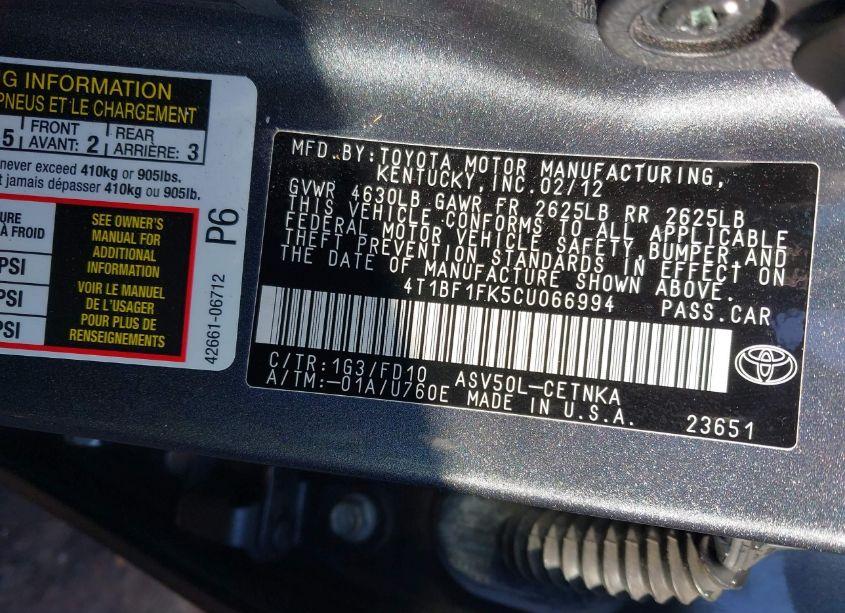 G INFORMATION
PNEUS ET LE CHARGEMENT
5 FRONT AVANT: 2 REAR ARRIÈRE: 3
never exceed 410kg or 905lbs.
t jamais dépasser 410kg ou 905lb.
URE
À FROID
PSI
PSI
PSI
SEE OWNER'S
MANUAL FOR
ADDITIONAL
INFORMATION
VOIR LE MANUEL
DE L'USAGER
POUR PLUS DE
RENSEIGNEMENTS
P6
42661-06712
MFD.BY:TOYOTA MOTOR MANUFACTURING,
KENTUCKY,INC.02/12
GVWR 4630LB GAWR FR 2625LB RR 2625LB
THIS VEHICLE CONFORMS TO ALL APPLICABLE
FEDERAL MOTOR VEHICLE SAFETY,BUMPER,AND
THEFT PREVENTION STANDARDS IN EFFECT ON
THE DATE OF MANUFACTURE SHOWN ABOVE.
4T1BF1FK5CU066994 PASS.CAR
C/TR:1G3/FD10 ASV50L-CETNKA
A/TM:-01A/U760E MADE IN U.S.A.
23651